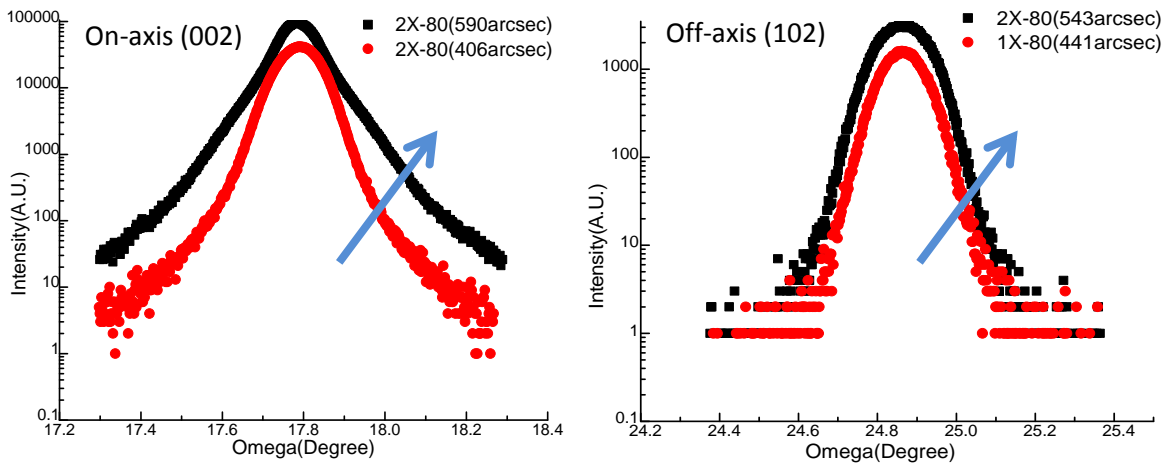 On-axis (002)
2X-80(590arcsec)
2X-80(406arcsec)
Intensity(A.U.)
100000
10000
1000
100
10
1
0.1
17.2 17.4 17.6 17.8 18.0 18.2 18.4
Omega(Degree)
Off-axis (102)
2X-80(543arcsec)
1X-80(441arcsec)
Intensity(A.U.)
1000
100
10
1
0.1
24.2 24.4 24.6 24.8 25.0 25.2 25.4
Omega(Degree)